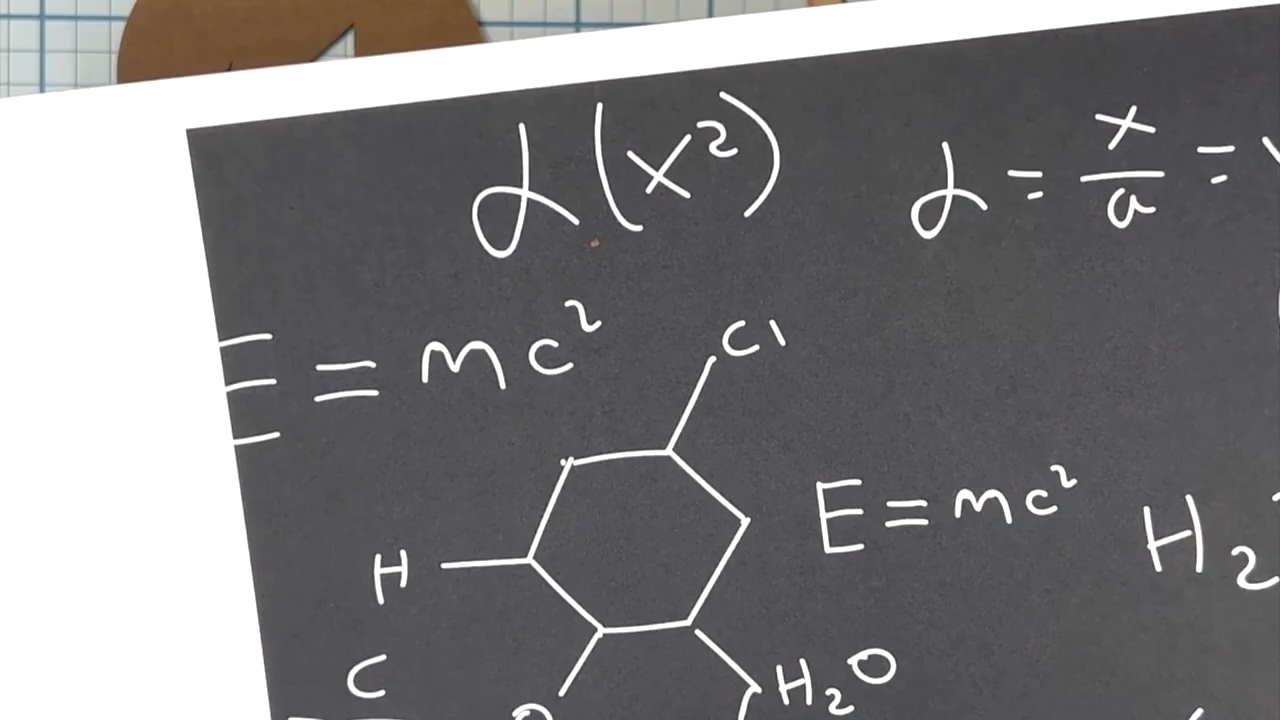 α(x²)
α = x/a =
E = mc²
Cl
E = mc²
H₂
H
C
H₂O